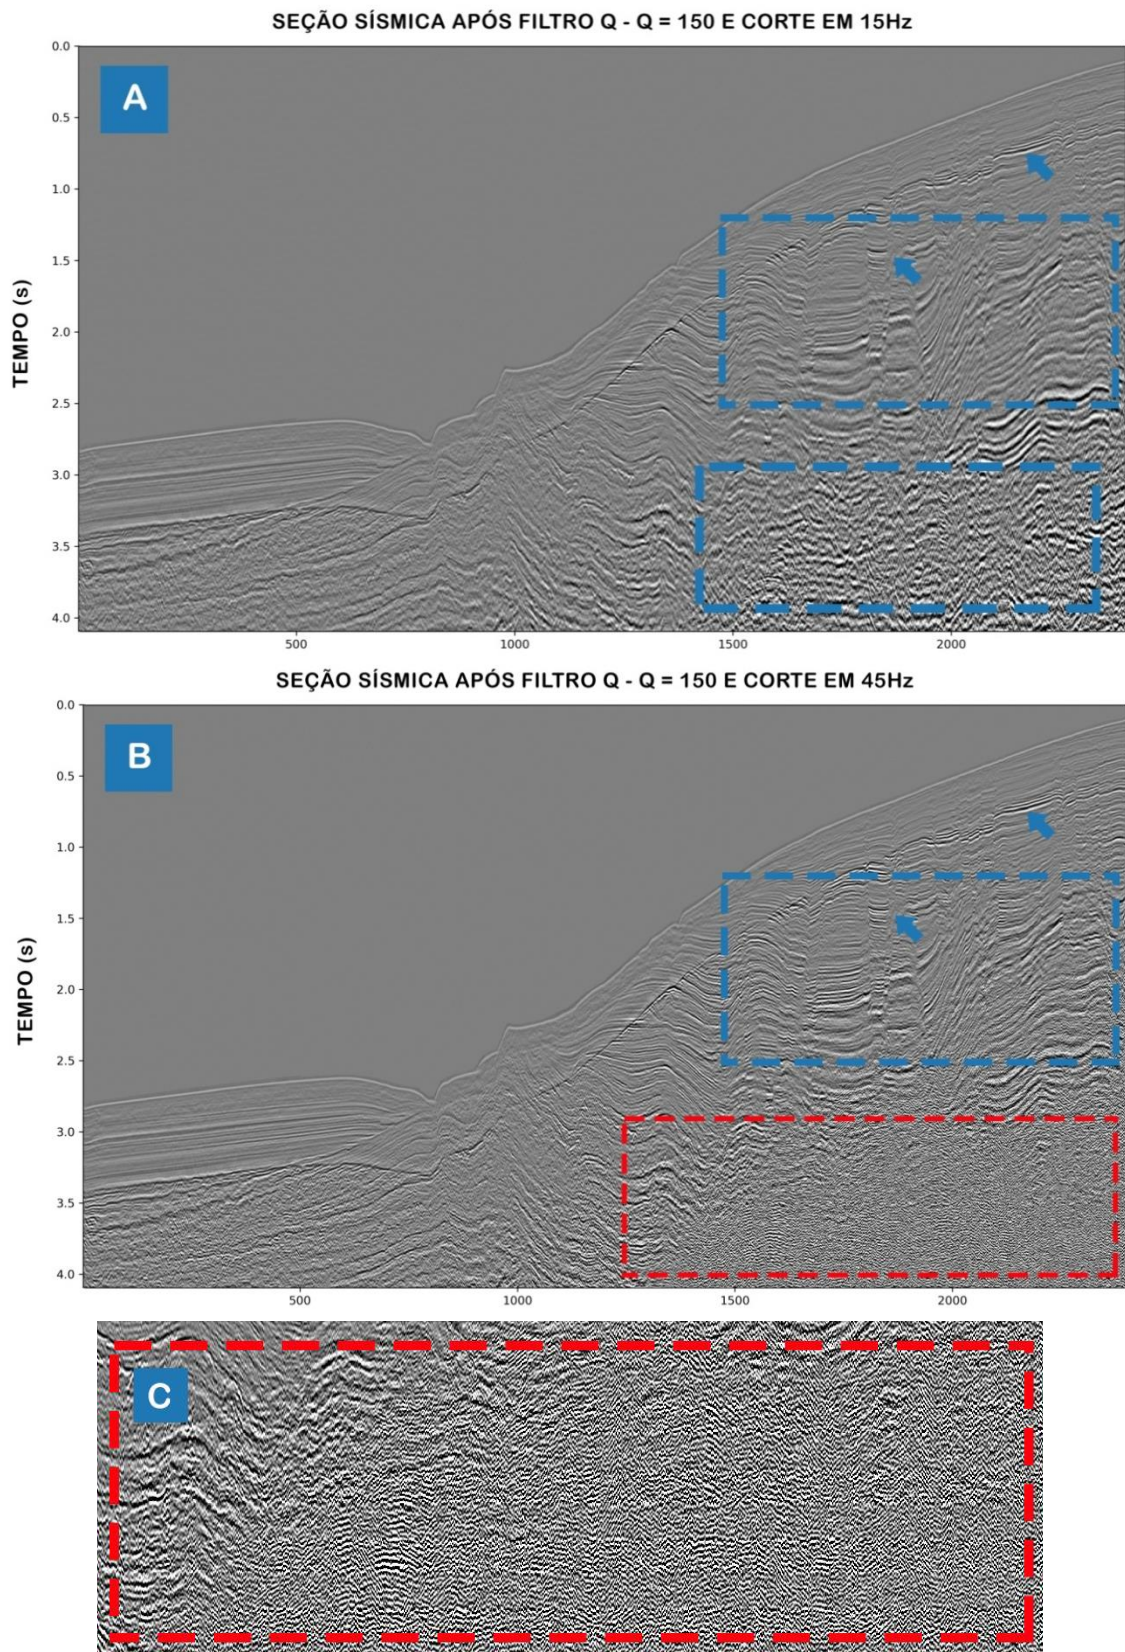 SEÇÃO SÍSMICA APÓS FILTRO Q - Q = 150 E CORTE EM 15Hz
A
TEMPO (s)
0.0
0.5
1.0
1.5
2.0
2.5
3.0
3.5
4.0
500 1000 1500 2000
SEÇÃO SÍSMICA APÓS FILTRO Q - Q = 150 E CORTE EM 45Hz
B
TEMPO (s)
0.0
0.5
1.0
1.5
2.0
2.5
3.0
3.5
4.0
500 1000 1500 2000
C